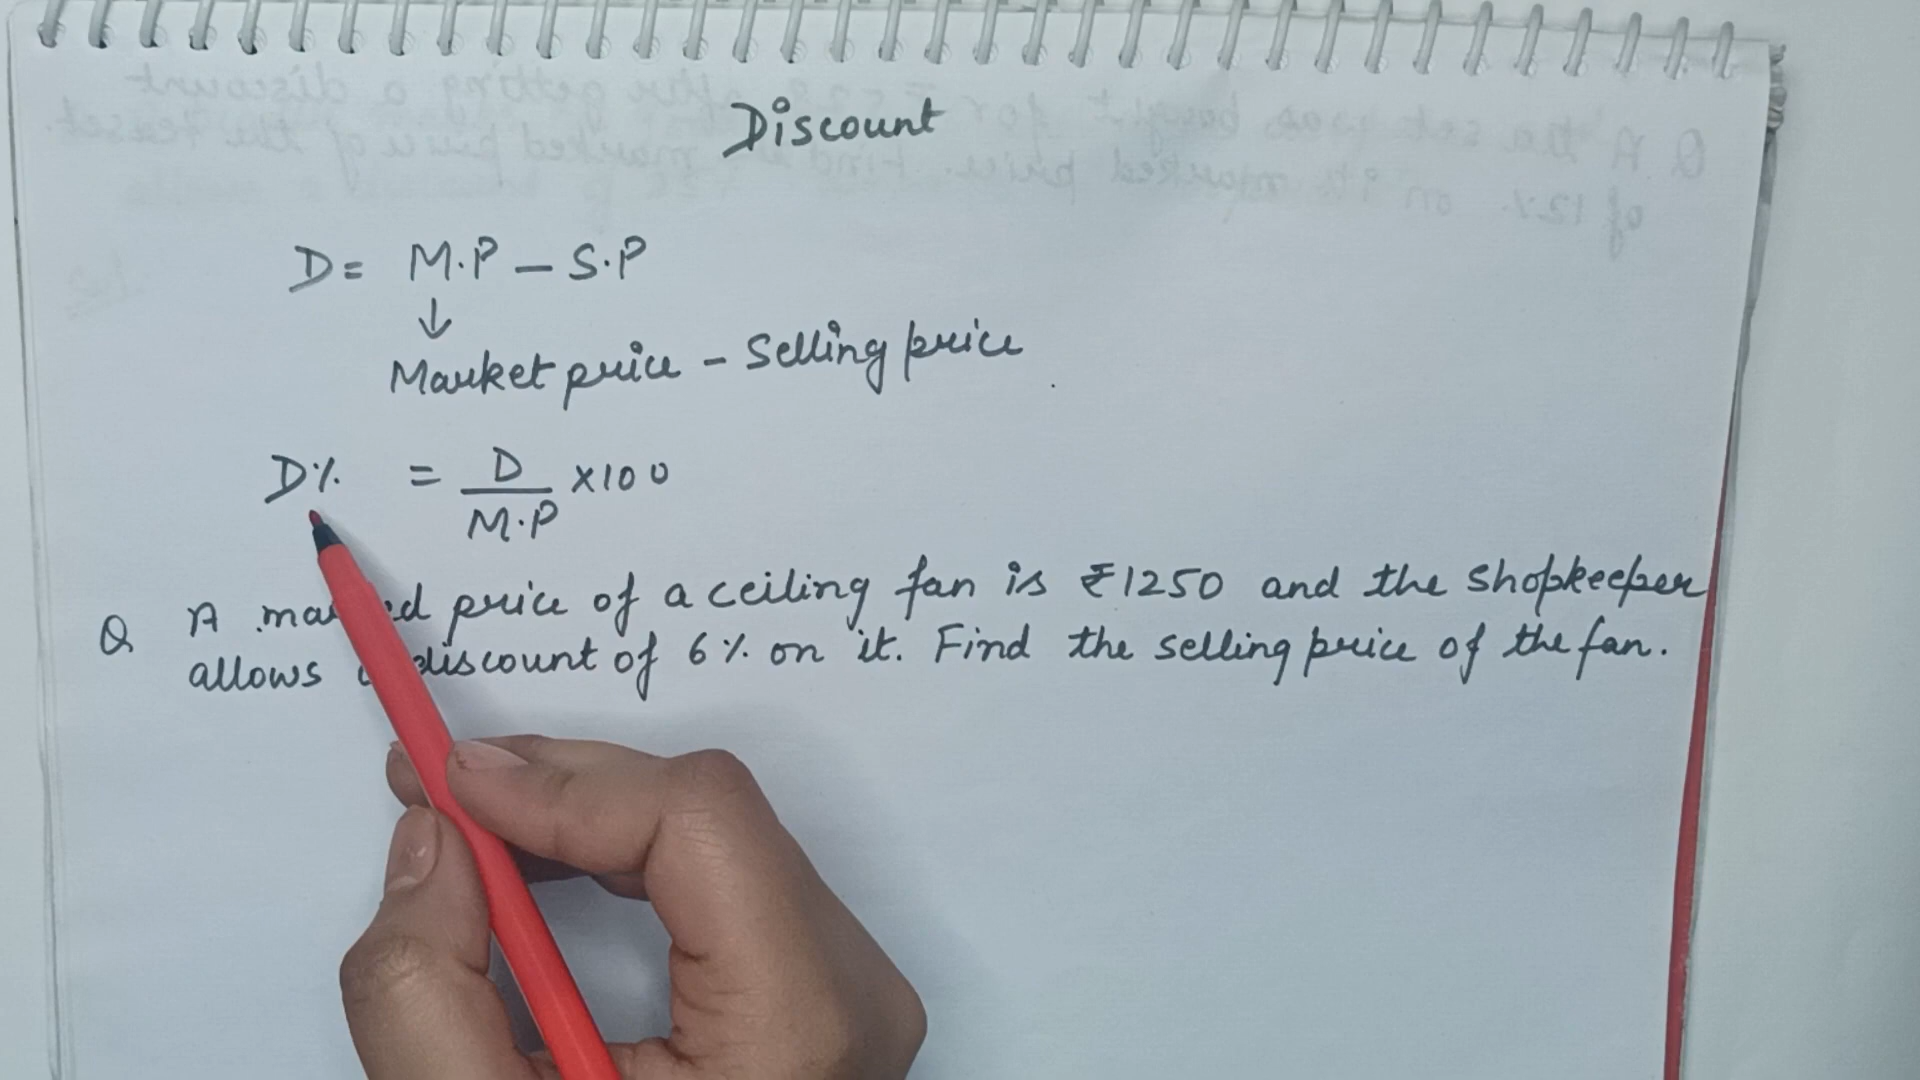 Discount
D = M.P - S.P
↓
Market price - Selling price
D% = D/M.P × 100
Q A ma d price of a ceiling fan is ₹1250 and the shopkeeper
allows discount of 6% on it. Find the selling price of the fan.